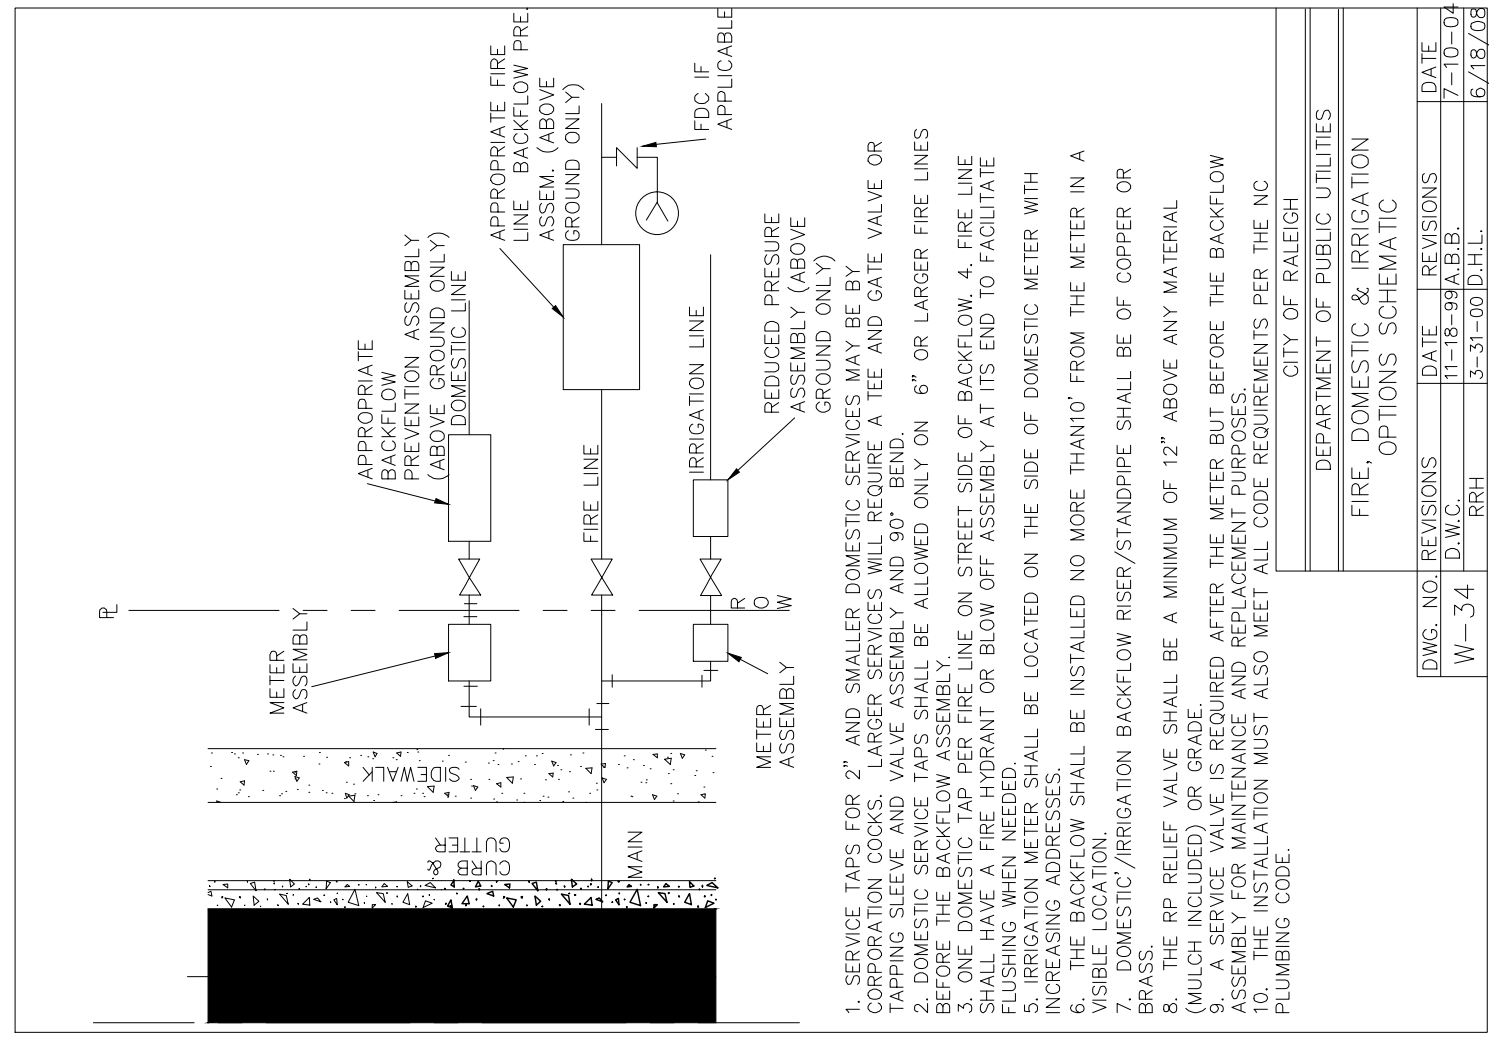 APPROPRIATE FIRE
LINE BACKFLOW PRE.
ASSEM. (ABOVE
GROUND ONLY)
FDC IF
APPLICABLE
APPROPRIATE
BACKFLOW
PREVENTION ASSEMBLY
(ABOVE GROUND ONLY)
DOMESTIC LINE
FIRE LINE
IRRIGATION LINE
REDUCED PRESURE
ASSEMBLY (ABOVE
GROUND ONLY)
PL
R O W
METER
ASSEMBLY
METER
ASSEMBLY
SIDEWALK
CURB &
GUTTER
MAIN
1. SERVICE TAPS FOR 2" AND SMALLER DOMESTIC SERVICES MAY BE BY
CORPORATION COCKS. LARGER SERVICES WILL REQUIRE A TEE AND GATE VALVE OR
TAPPING SLEEVE AND VALVE ASSEMBLY AND 90° BEND.
2. DOMESTIC SERVICE TAPS SHALL BE ALLOWED ONLY ON 6" OR LARGER FIRE LINES
BEFORE THE BACKFLOW ASSEMBLY.
3. ONE DOMESTIC TAP PER FIRE LINE ON STREET SIDE OF BACKFLOW. 4. FIRE LINE
SHALL HAVE A FIRE HYDRANT OR BLOW OFF ASSEMBLY AT ITS END TO FACILITATE
FLUSHING WHEN NEEDED.
5. IRRIGATION METER SHALL BE LOCATED ON THE SIDE OF DOMESTIC METER WITH
INCREASING ADDRESSES.
6. THE BACKFLOW SHALL BE INSTALLED NO MORE THAN10' FROM THE METER IN A
VISIBLE LOCATION.
7. DOMESTIC'/IRRIGATION BACKFLOW RISER/STANDPIPE SHALL BE OF COPPER OR
BRASS.
8. THE RP RELIEF VALVE SHALL BE A MINIMUM OF 12" ABOVE ANY MATERIAL
(MULCH INCLUDED) OR GRADE.
9. A SERVICE VALVE IS REQUIRED AFTER THE METER BUT BEFORE THE BACKFLOW
ASSEMBLY FOR MAINTENANCE AND REPLACEMENT PURPOSES.
10. THE INSTALLATION MUST ALSO MEET ALL CODE REQUIREMENTS PER THE NC
PLUMBING CODE.
CITY OF RALEIGH
DEPARTMENT OF PUBLIC UTILITIES
FIRE, DOMESTIC & IRRIGATION
OPTIONS SCHEMATIC
DWG. NO. REVISIONS DATE REVISIONS DATE
W-34 D.W.C. 11-18-99 A.B.B. 7-10-04
RRH 3-31-00 D.H.L. 6/18/08